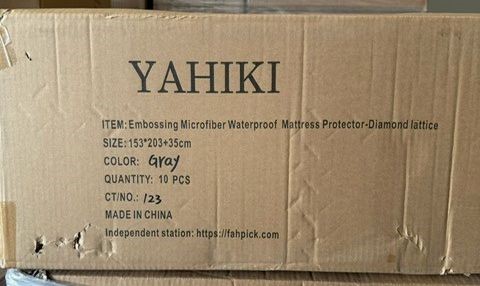 YAHIKI
ITEM: Embossing Microfiber Waterproof Mattress Protector-Diamond lattice
SIZE: 153*203+35cm
COLOR: Gray
QUANTITY: 10 PCS
CT/NO.: 123
MADE IN CHINA
Independent station: https://fahpick.com